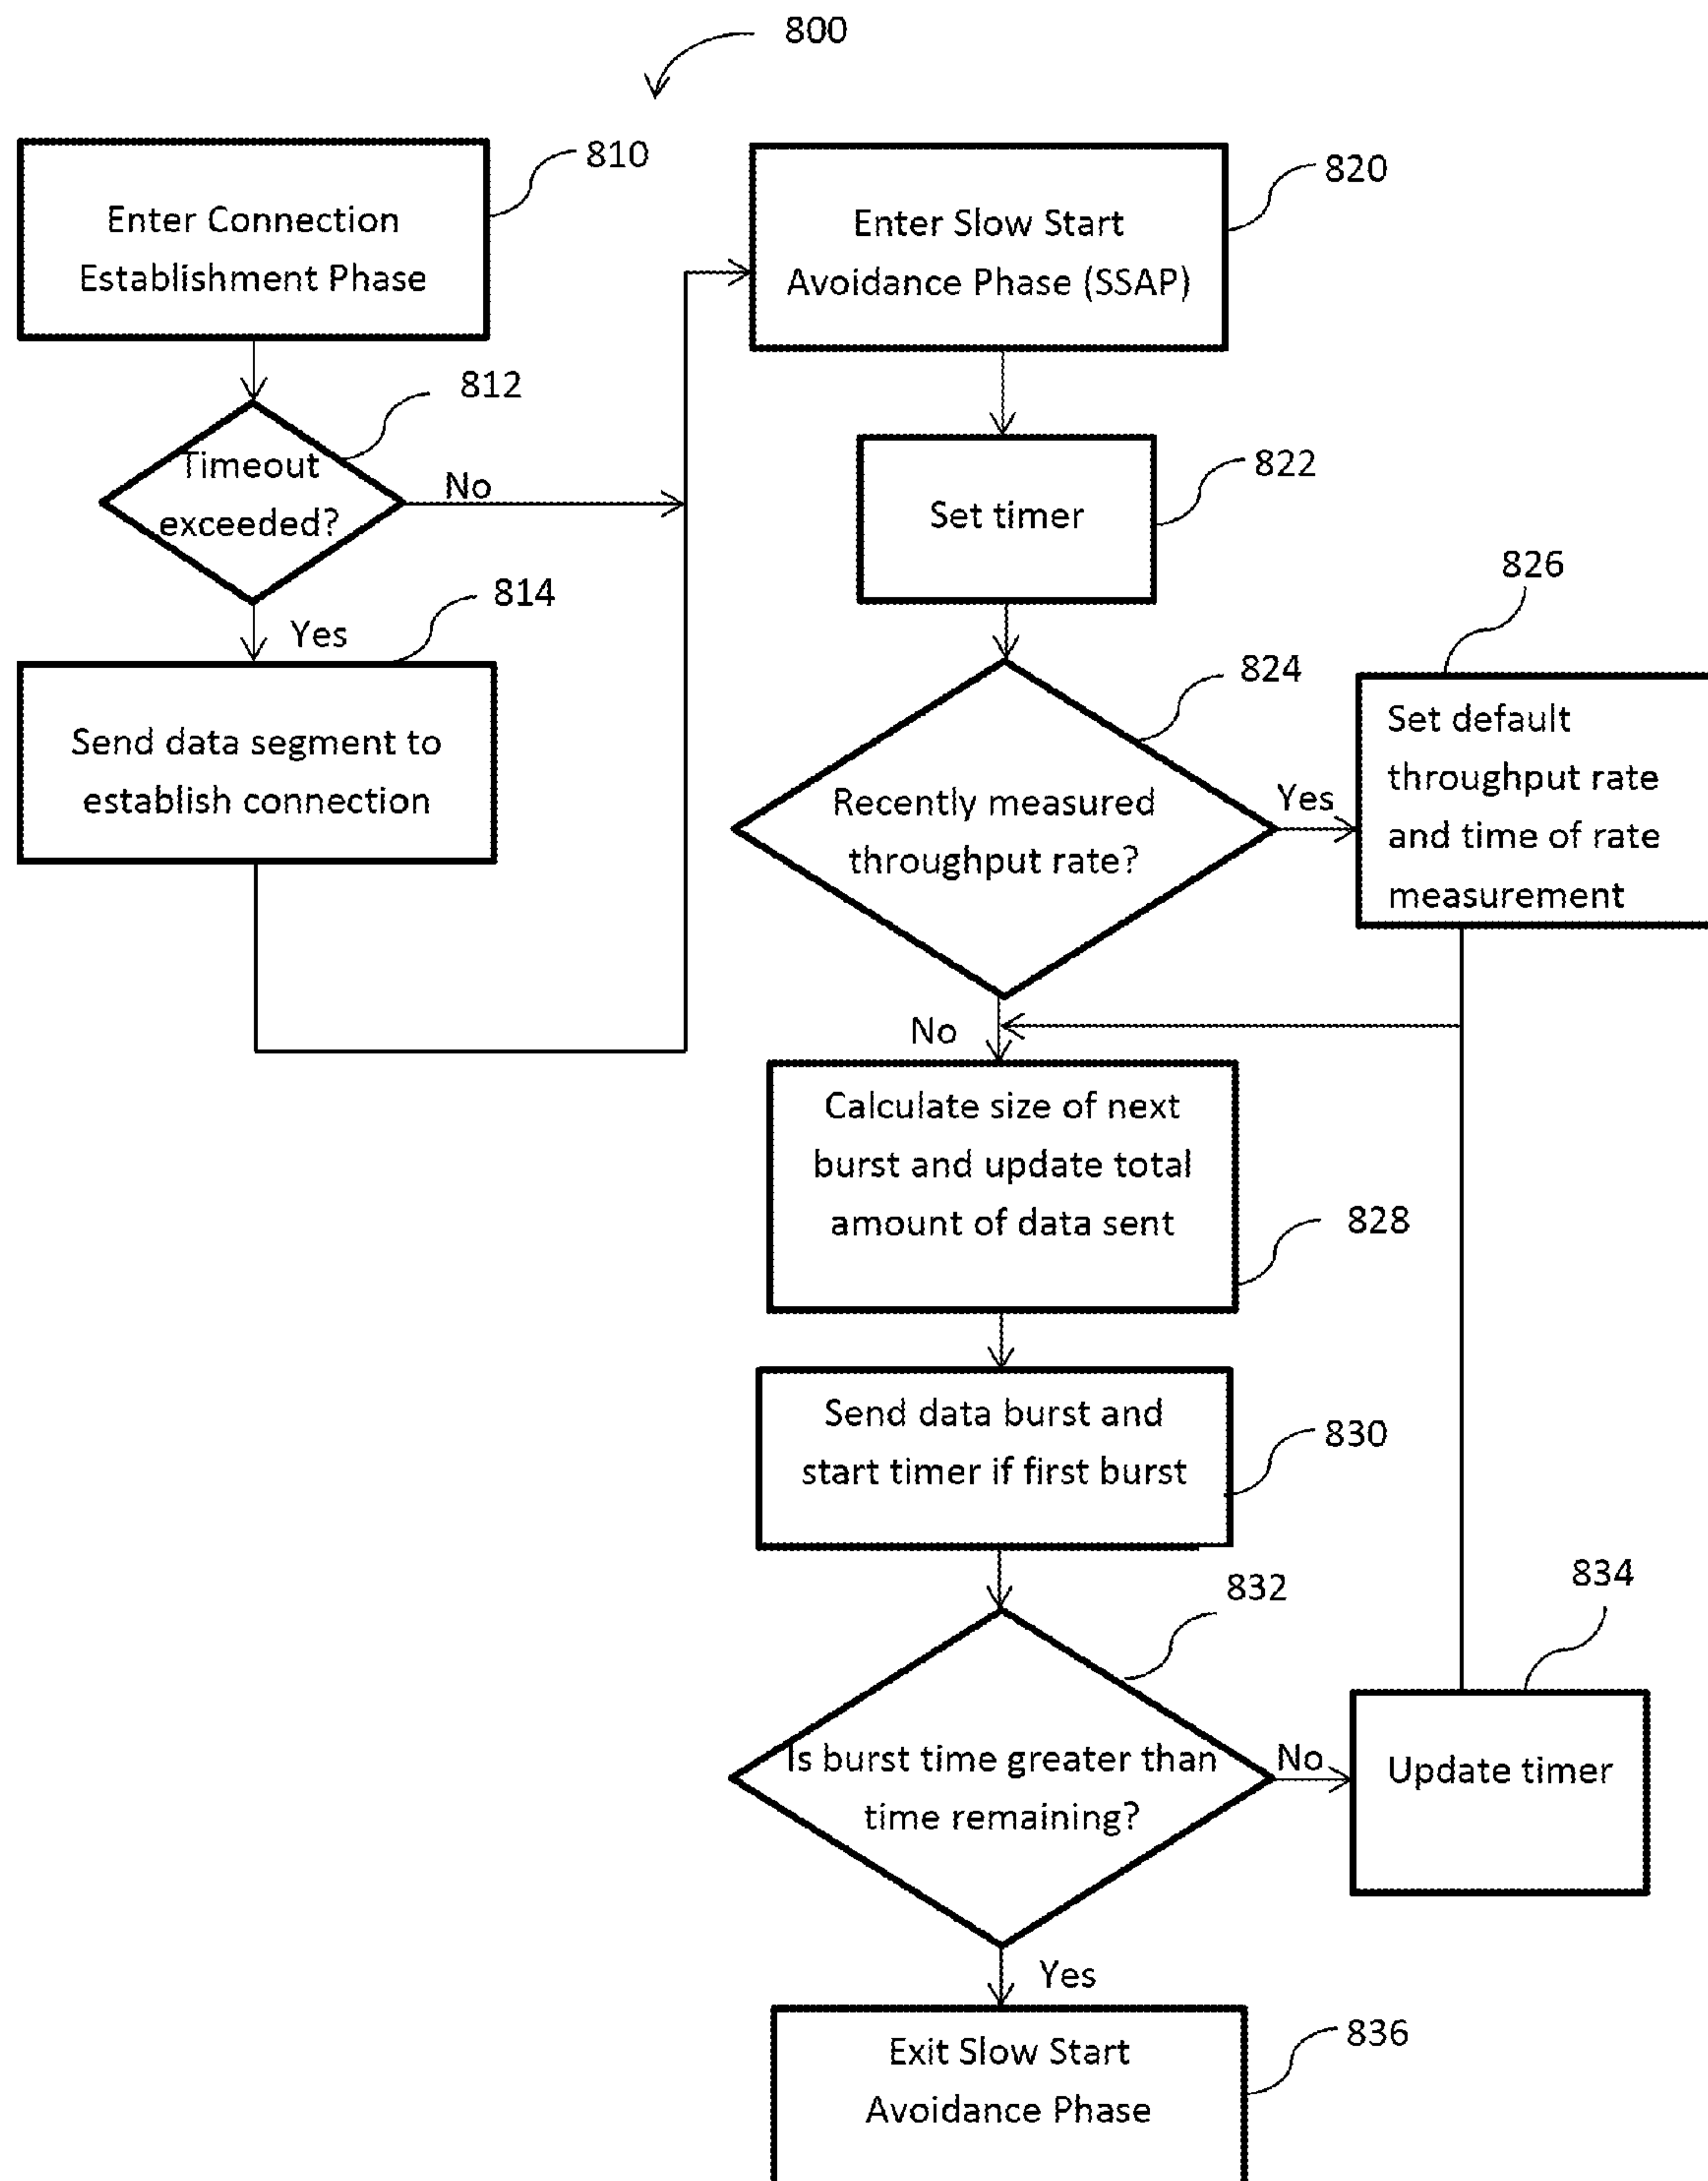 800
810
Enter Connection
Establishment Phase
812
Timeout
exceeded?
No
Yes
814
Send data segment to
establish connection
820
Enter Slow Start
Avoidance Phase (SSAP)
822
Set timer
824
Recently measured
throughput rate?
Yes
826
Set default
throughput rate
and time of rate
measurement
No
Calculate size of next
burst and update total
amount of data sent
828
Send data burst and
start timer if first burst
830
832
Is burst time greater than
time remaining?
No
834
Update timer
Yes
Exit Slow Start
Avoidance Phase
836